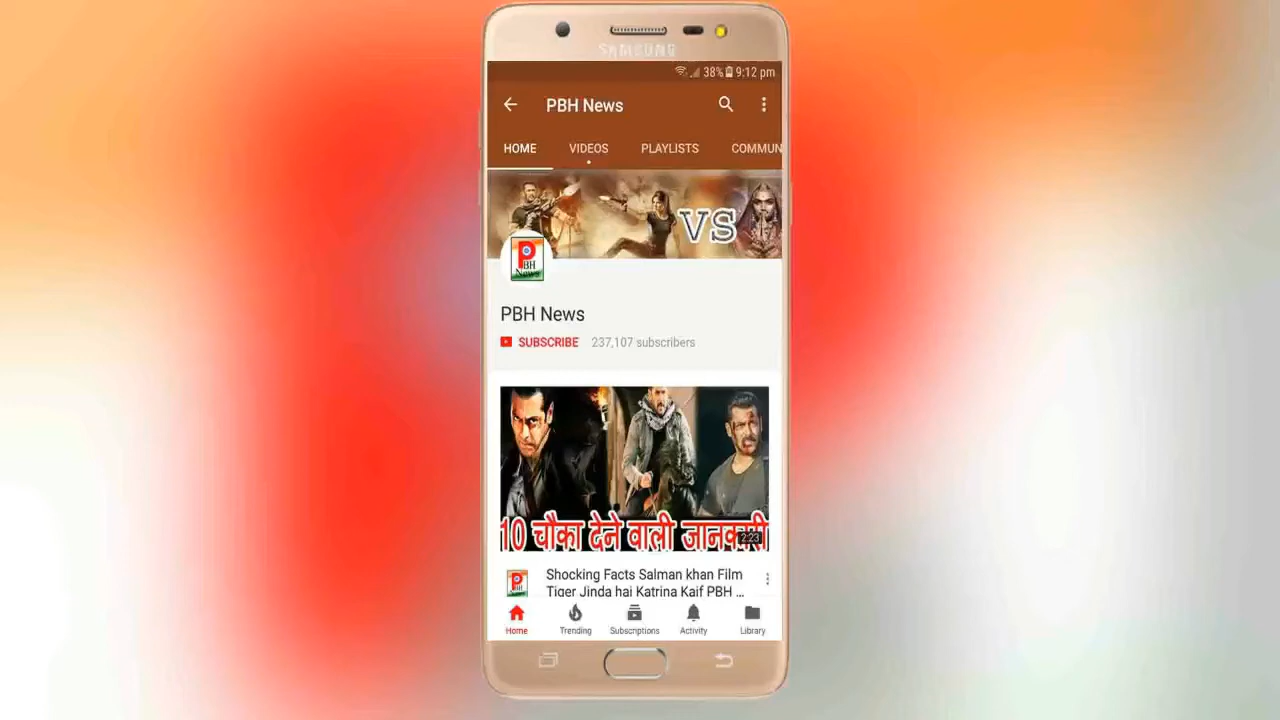 SAMSUNG
38% 9:12 pm
PBH News
HOME VIDEOS PLAYLISTS COMMUN
VS
P
BH
News
PBH News
SUBSCRIBE 237,107 subscribers
10 चौका देने वाली जानकारी
2:23
Shocking Facts Salman khan Film
Tiger Jinda hai Katrina Kaif PBH ...
Home Trending Subscriptions Activity Library